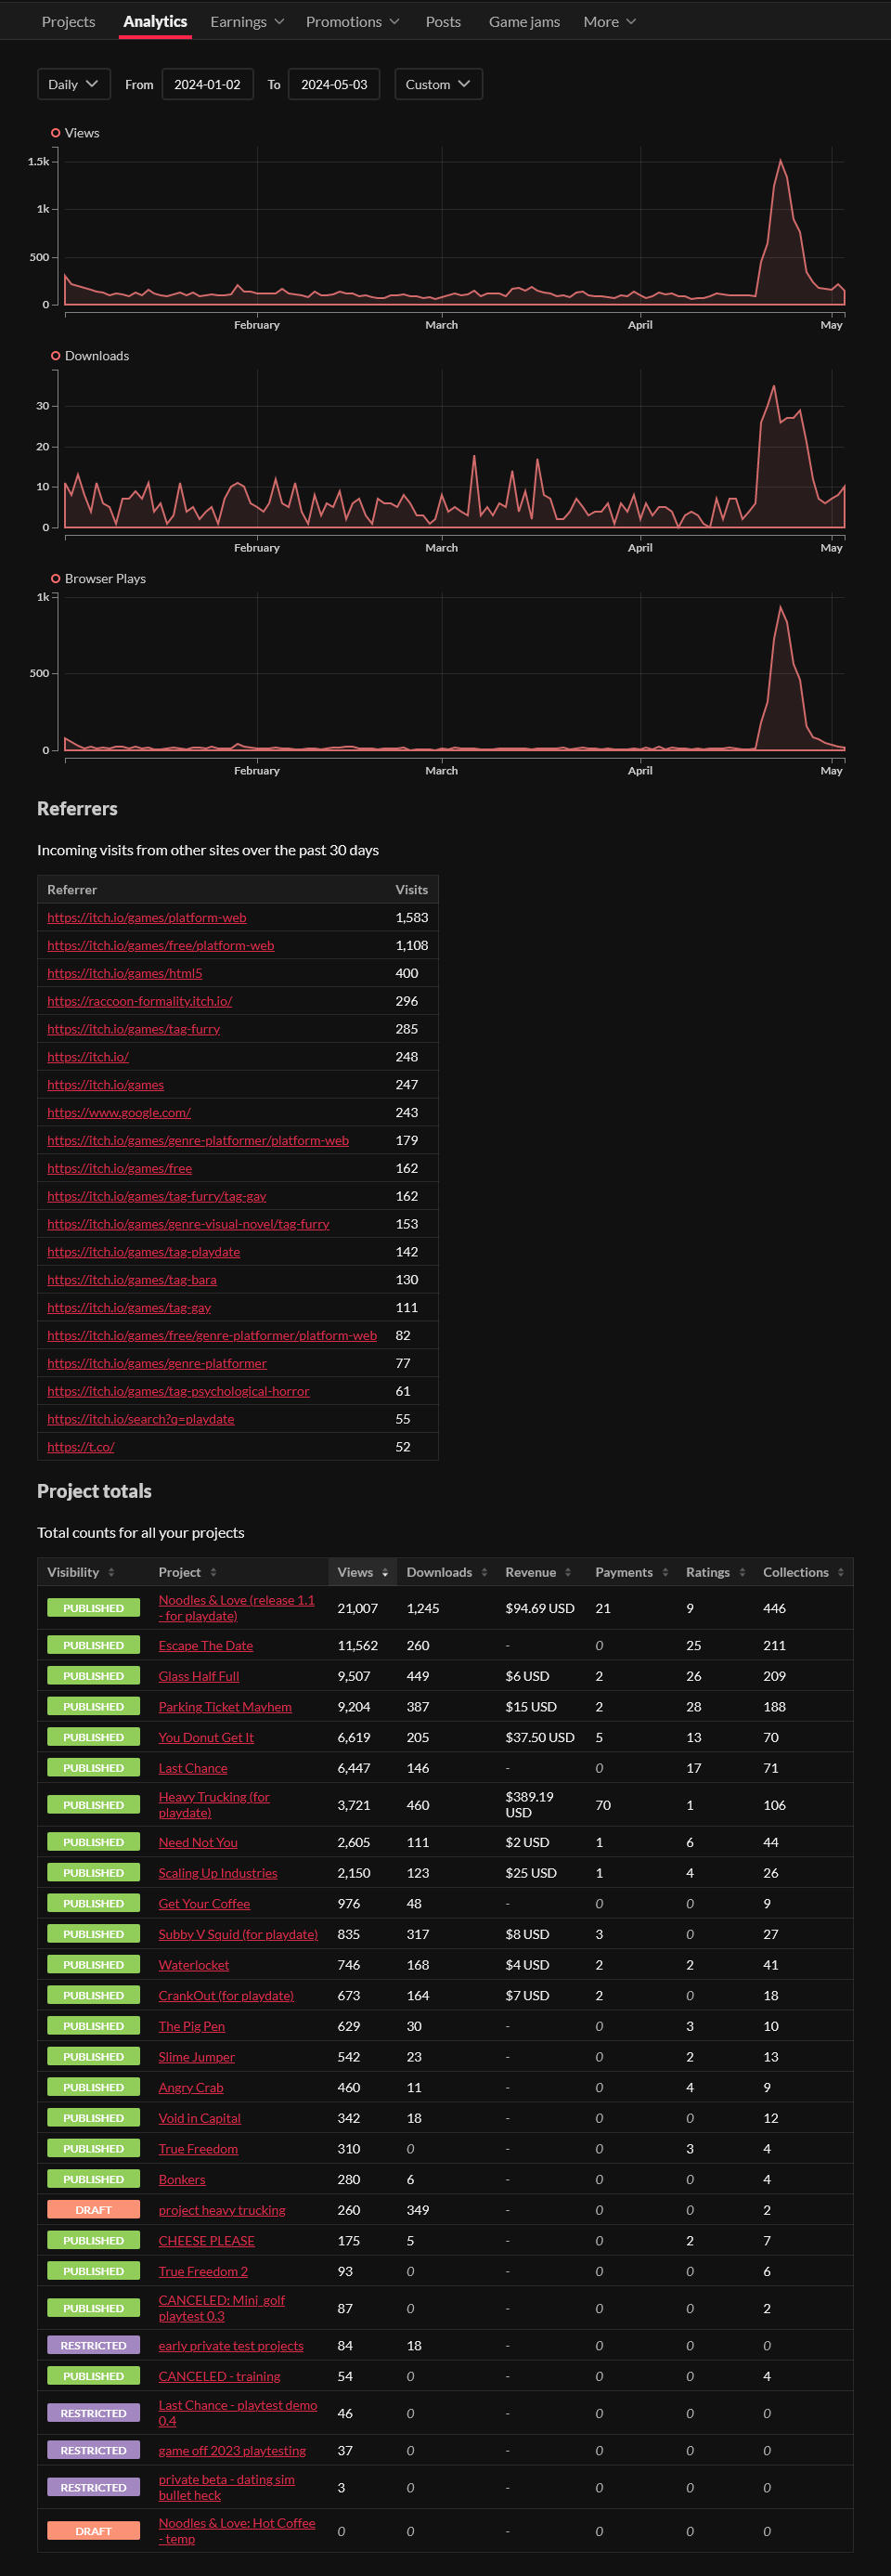 Projects Analytics Earnings Promotions Posts Game jams More
Daily From 2024-01-02 To 2024-05-03 Custom
Views
1.5k
1k
500
0
February March April May
Downloads
30
20
10
0
February March April May
Browser Plays
1k
500
0
February March April May
Referrers
Incoming visits from other sites over the past 30 days
Referrer Visits
https://itch.io/games/platform-web 1,583
https://itch.io/games/free/platform-web 1,108
https://itch.io/games/html5 400
https://raccoon-formality.itch.io/ 296
https://itch.io/games/tag-furry 285
https://itch.io/ 248
https://itch.io/games 247
https://www.google.com/ 243
https://itch.io/games/genre-platformer/platform-web 179
https://itch.io/games/free 162
https://itch.io/games/tag-furry/tag-gay 162
https://itch.io/games/genre-visual-novel/tag-furry 153
https://itch.io/games/tag-playdate 142
https://itch.io/games/tag-bara 130
https://itch.io/games/tag-gay 111
https://itch.io/games/free/genre-platformer/platform-web 82
https://itch.io/games/genre-platformer 77
https://itch.io/games/tag-psychological-horror 61
https://itch.io/search?q=playdate 55
https://t.co/ 52
Project totals
Total counts for all your projects
Visibility Project Views Downloads Revenue Payments Ratings Collections
PUBLISHED Noodles & Love (release 1.1
- for playdate) 21,007 1,245 $94.69 USD 21 9 446
PUBLISHED Escape The Date 11,562 260 - 0 25 211
PUBLISHED Glass Half Full 9,507 449 $6 USD 2 26 209
PUBLISHED Parking Ticket Mayhem 9,204 387 $15 USD 2 28 188
PUBLISHED You Donut Get It 6,619 205 $37.50 USD 5 13 70
PUBLISHED Last Chance 6,447 146 - 0 17 71
PUBLISHED Heavy Trucking (for
playdate) 3,721 460 $389.19
USD 70 1 106
PUBLISHED Need Not You 2,605 111 $2 USD 1 6 44
PUBLISHED Scaling Up Industries 2,150 123 $25 USD 1 4 26
PUBLISHED Get Your Coffee 976 48 - 0 0 9
PUBLISHED Subby V Squid (for playdate) 835 317 $8 USD 3 0 27
PUBLISHED Waterlocket 746 168 $4 USD 2 2 41
PUBLISHED CrankOut (for playdate) 673 164 $7 USD 2 0 18
PUBLISHED The Pig Pen 629 30 - 0 3 10
PUBLISHED Slime Jumper 542 23 - 0 2 13
PUBLISHED Angry Crab 460 11 - 0 4 9
PUBLISHED Void in Capital 342 18 - 0 0 12
PUBLISHED True Freedom 310 0 - 0 3 4
PUBLISHED Bonkers 280 6 - 0 0 4
DRAFT project heavy trucking 260 349 - 0 0 2
PUBLISHED CHEESE PLEASE 175 5 - 0 2 7
PUBLISHED True Freedom 2 93 0 - 0 0 6
PUBLISHED CANCELED: Mini_golf
playtest 0.3 87 0 - 0 0 2
RESTRICTED early private test projects 84 18 - 0 0 0
PUBLISHED CANCELED - training 54 0 - 0 0 4
RESTRICTED Last Chance - playtest demo
0.4 46 0 - 0 0 0
RESTRICTED game off 2023 playtesting 37 0 - 0 0 0
RESTRICTED private beta - dating sim
bullet heck 3 0 - 0 0 0
DRAFT Noodles & Love: Hot Coffee
- temp 0 0 - 0 0 0